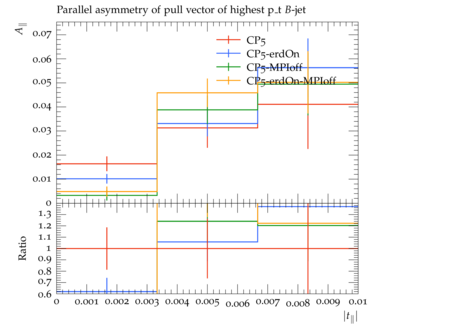 Parallel asymmetry of pull vector of highest p_t B-jet
A∥
0.07
0.06
0.05
0.04
0.03
0.02
0.01
0
CP5
CP5-erdOn
CP5-MPIoff
CP5-erdOn-MPIoff
Ratio
1.3
1.2
1.1
1
0.9
0.8
0.7
0.6
0 0.001 0.002 0.003 0.004 0.005 0.006 0.007 0.008 0.009 0.01
|t∥|